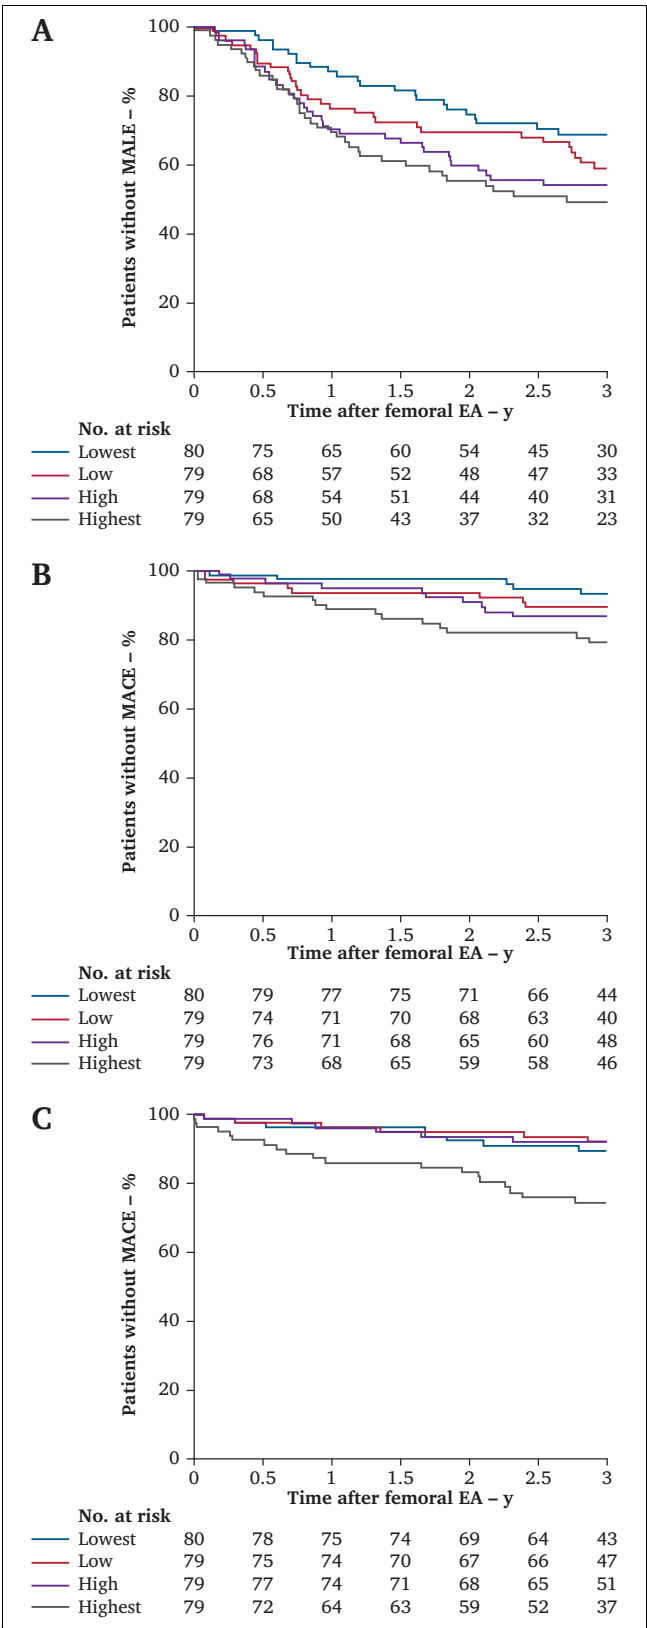 A
Patients without MALE – %
100
80
60
40
20
0
0 0.5 1 1.5 2 2.5 3
Time after femoral EA – y
No. at risk
Lowest 80 75 65 60 54 45 30
Low 79 68 57 52 48 47 33
High 79 68 54 51 44 40 31
Highest 79 65 50 43 37 32 23
B
Patients without MACE – %
100
80
60
40
20
0
0 0.5 1 1.5 2 2.5 3
Time after femoral EA – y
No. at risk
Lowest 80 79 77 75 71 66 44
Low 79 74 71 70 68 63 40
High 79 76 71 68 65 60 48
Highest 79 73 68 65 59 58 46
C
Patients without MACE – %
100
80
60
40
20
0
0 0.5 1 1.5 2 2.5 3
Time after femoral EA – y
No. at risk
Lowest 80 78 75 74 69 64 43
Low 79 75 74 70 67 66 47
High 79 77 74 71 68 65 51
Highest 79 72 64 63 59 52 37